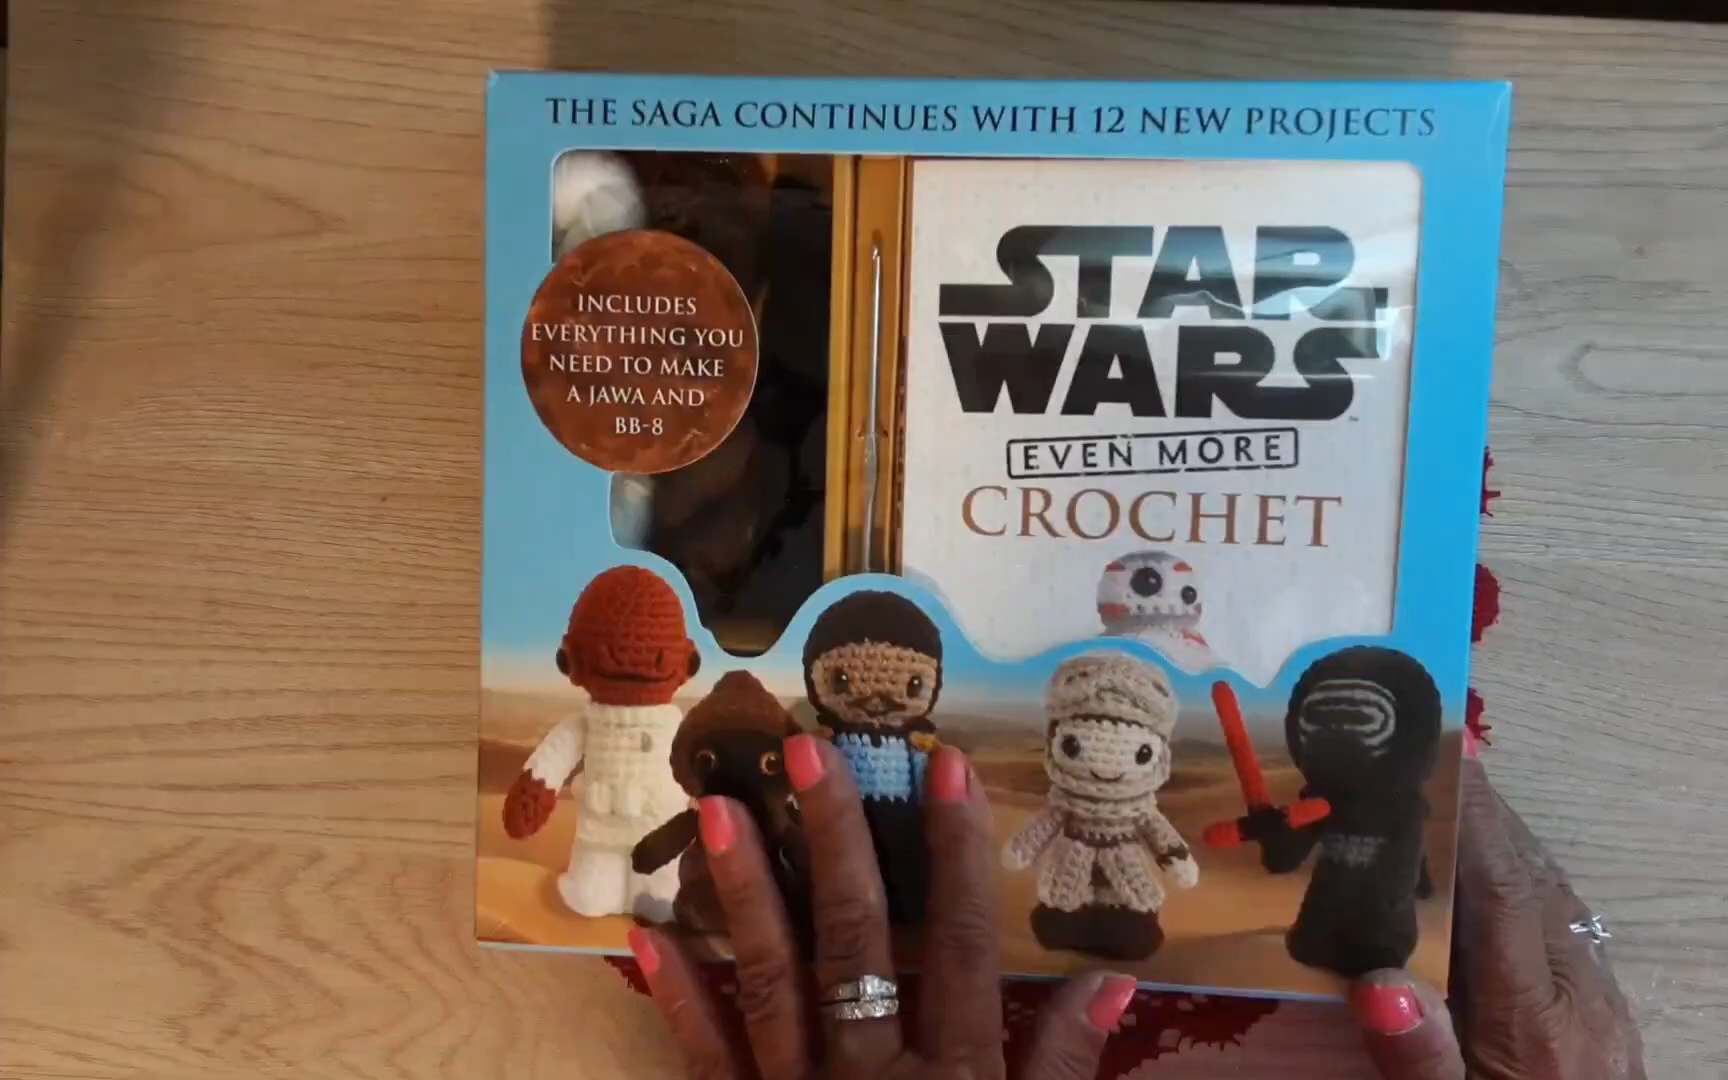 THE SAGA CONTINUES WITH 12 NEW PROJECTS
INCLUDES
EVERYTHING YOU
NEED TO MAKE
A JAWA AND
BB-8
STAR
WARS
EVEN MORE
CROCHET